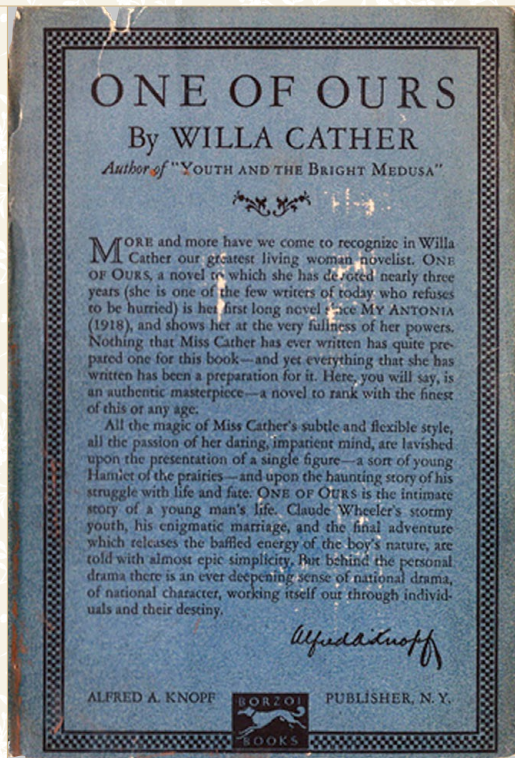 ONE OF OURS
By WILLA CATHER
Author of "YOUTH AND THE BRIGHT MEDUSA"
MORE and more have we come to recognize in Willa
Cather our greatest living woman novelist. ONE
OF OURS, a novel to which she has devoted nearly three
years (she is one of the few writers of today who refuses
to be hurried) is her first long novel since MY ANTONIA
(1918), and shows her at the very fullness of her powers.
Nothing that Miss Cather has ever written has quite pre-
pared one for this book—and yet everything that she has
written has been a preparation for it. Here, you will say, is
an authentic masterpiece—a novel to rank with the finest
of this or any age.
All the magic of Miss Cather's subtle and flexible style,
all the passion of her daring, impatient mind, are lavished
upon the presentation of a single figure—a sort of young
Hamlet of the prairies—and upon the haunting story of his
struggle with life and fate. ONE OF OURS is the intimate
story of a young man's life. Claude Wheeler's stormy
youth, his enigmatic marriage, and the final adventure
which releases the baffled energy of the boy's nature, are
told with almost epic simplicity. But behind the personal
drama there is an ever deepening sense of national drama,
of national character, working itself out through individ-
uals and their destiny.
Alfred A. Knopf
ALFRED A. KNOPF BORZOI BOOKS PUBLISHER, N. Y.